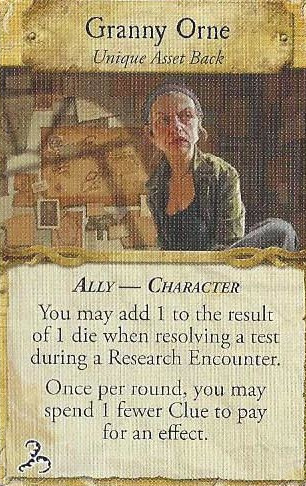 Granny Orne
Unique Asset Back
Ally — Character
You may add 1 to the result
of 1 die when resolving a test
during a Research Encounter.
Once per round, you may
spend 1 fewer Clue to pay
for an effect.